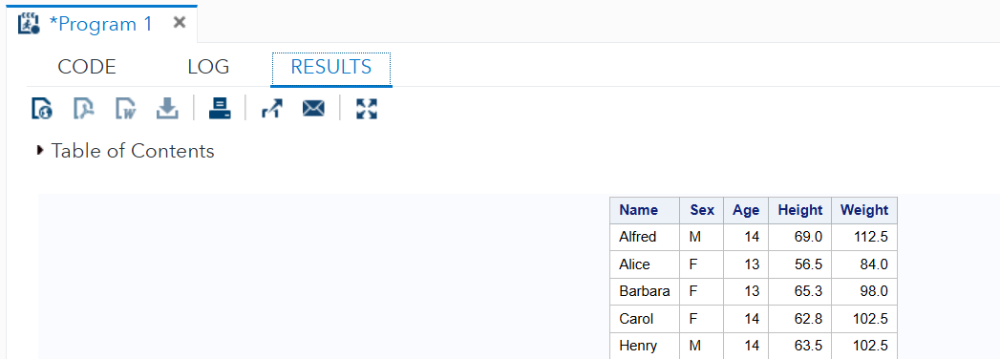 *Program 1
CODE LOG RESULTS
Table of Contents
Name Sex Age Height Weight
Alfred M 14 69.0 112.5
Alice F 13 56.5 84.0
Barbara F 13 65.3 98.0
Carol F 14 62.8 102.5
Henry M 14 63.5 102.5